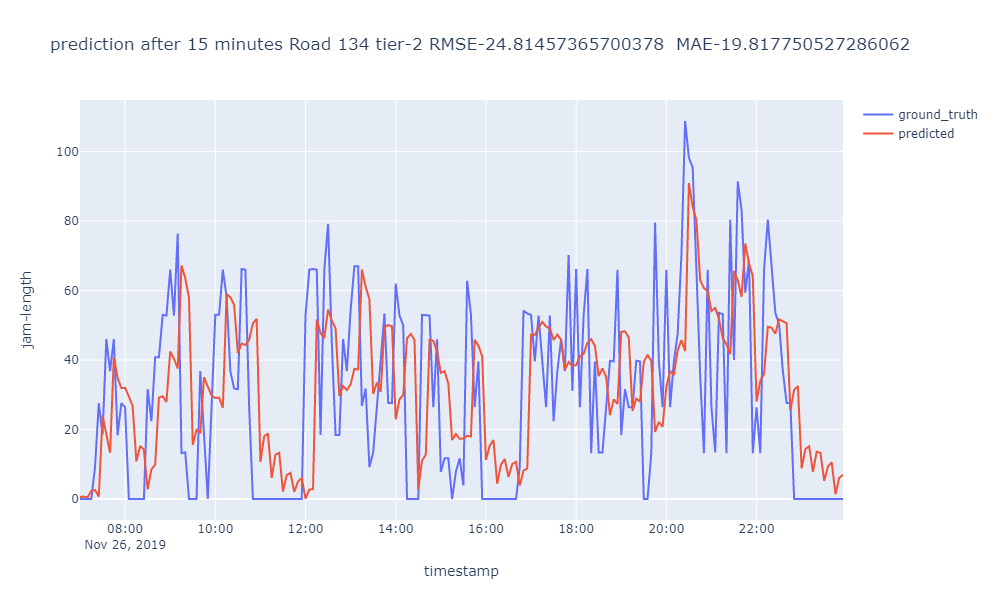 prediction after 15 minutes Road 134 tier-2 RMSE-24.81457365700378  MAE-19.817750527286062
ground_truth
predicted
100
80
60
40
20
0
jam-length
08:00 10:00 12:00 14:00 16:00 18:00 20:00 22:00
Nov 26, 2019
timestamp